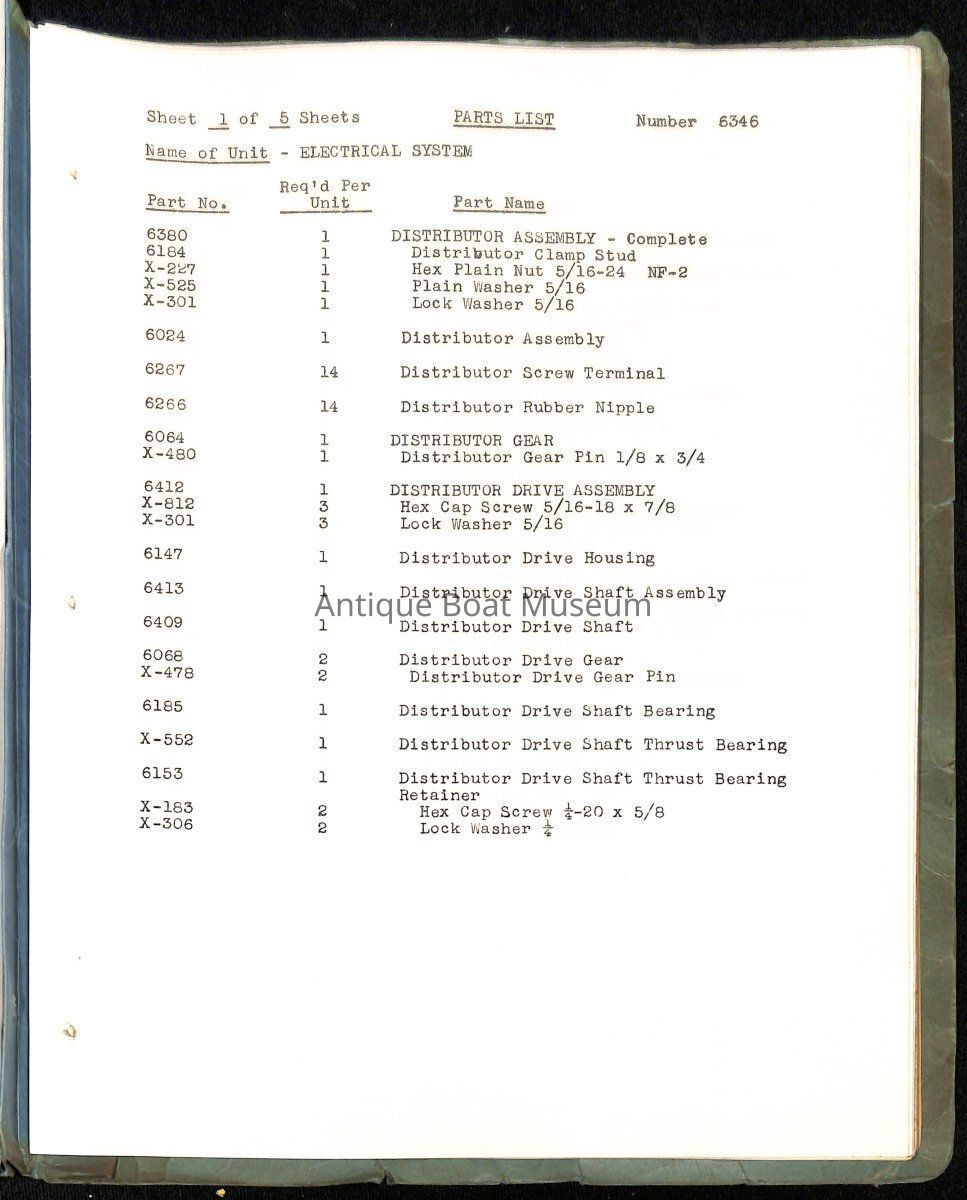 Sheet 1 of 5 Sheets PARTS LIST Number 6346
Name of Unit - ELECTRICAL SYSTEM
Part No. Req'd Per Unit Part Name
6380 1 DISTRIBUTOR ASSEMBLY - Complete
6184 1 Distributor Clamp Stud
X-227 1 Hex Plain Nut 5/16-24 NF-2
X-525 1 Plain Washer 5/16
X-301 1 Lock Washer 5/16
6024 1 Distributor Assembly
6267 14 Distributor Screw Terminal
6266 14 Distributor Rubber Nipple
6064 1 DISTRIBUTOR GEAR
X-480 1 Distributor Gear Pin 1/8 x 3/4
6412 1 DISTRIBUTOR DRIVE ASSEMBLY
X-812 3 Hex Cap Screw 5/16-18 x 7/8
X-301 3 Lock Washer 5/16
6147 1 Distributor Drive Housing
6413 1 Distributor Drive Shaft Assembly
Antique Boat Museum
6409 1 Distributor Drive Shaft
6068 2 Distributor Drive Gear
X-478 2 Distributor Drive Gear Pin
6185 1 Distributor Drive Shaft Bearing
X-552 1 Distributor Drive Shaft Thrust Bearing
6153 1 Distributor Drive Shaft Thrust Bearing
Retainer
X-183 2 Hex Cap Screw ¼-20 x 5/8
X-306 2 Lock Washer ¼